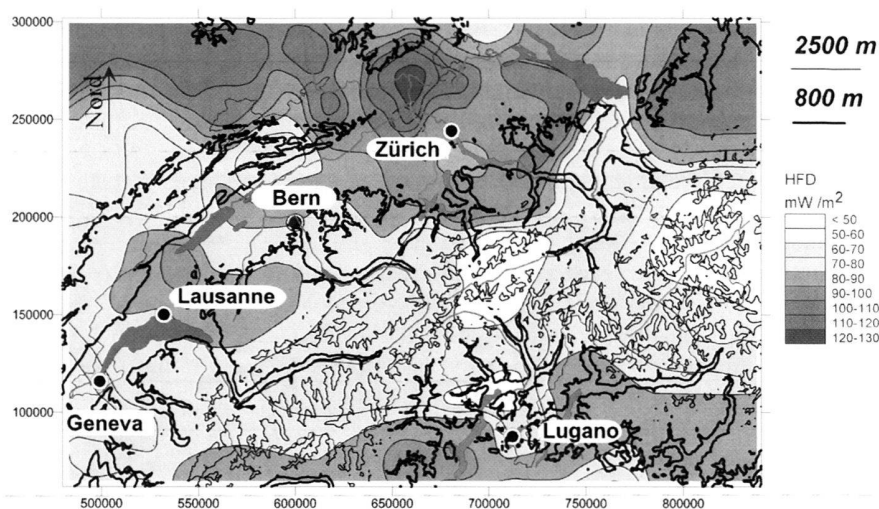 300000
250000
200000
150000
100000
500000
550000
600000
650000
700000
750000
800000
Nord
Zürich
Bern
Lausanne
Geneva
Lugano
2500 m
800 m
HFD
mW /m²
< 50
50-60
60-70
70-80
80-90
90-100
100-110
110-120
120-130